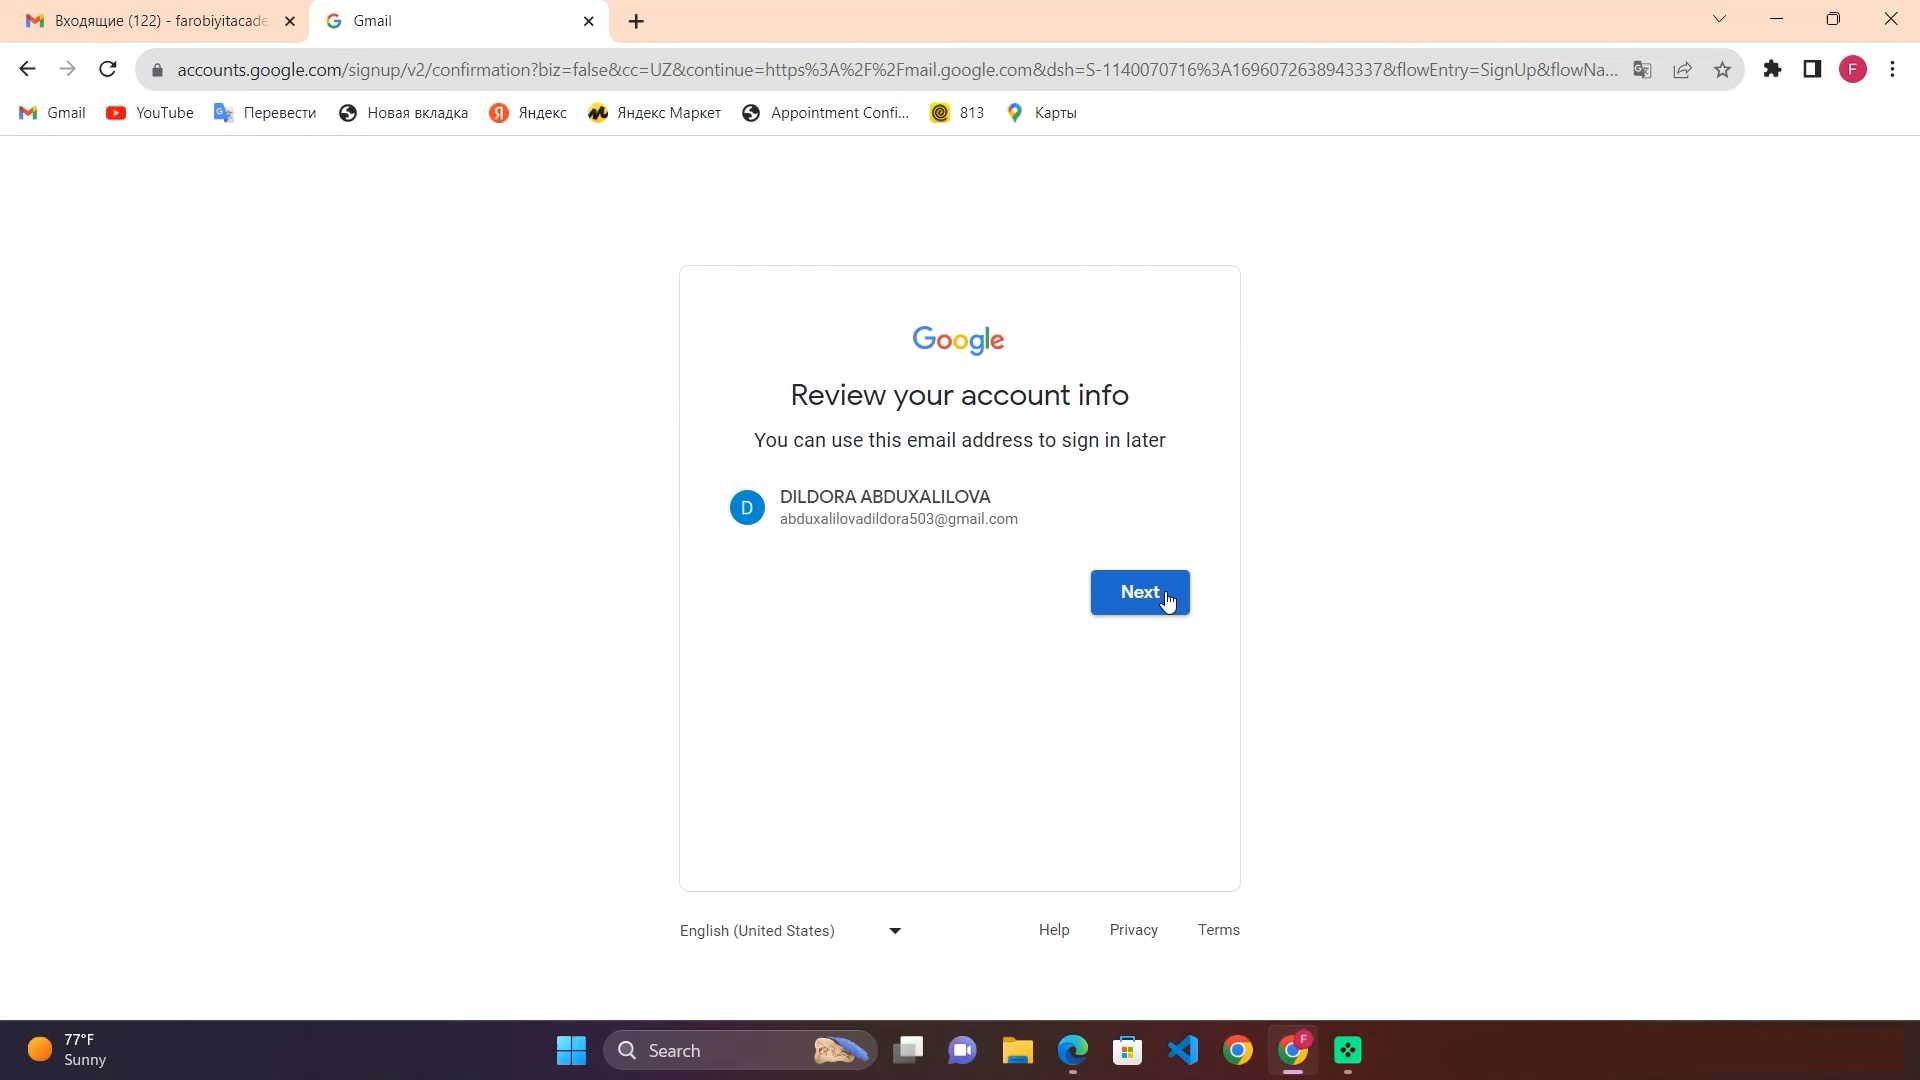 Входящие (122) - farobiyitacade
Gmail
accounts.google.com/signup/v2/confirmation?biz=false&cc=UZ&continue=https%3A%2F%2Fmail.google.com&dsh=S-1140070716%3A1696072638943337&flowEntry=SignUp&flowNa...
F
Gmail
YouTube
Перевести
Новая вкладка
Яндекс
Яндекс Маркет
Appointment Confi...
813
Карты
Google
Review your account info
You can use this email address to sign in later
D
DILDORA ABDUXALILOVA
abduxalilovadildora503@gmail.com
Next
English (United States)
Help
Privacy
Terms
77°F
Sunny
Search
F